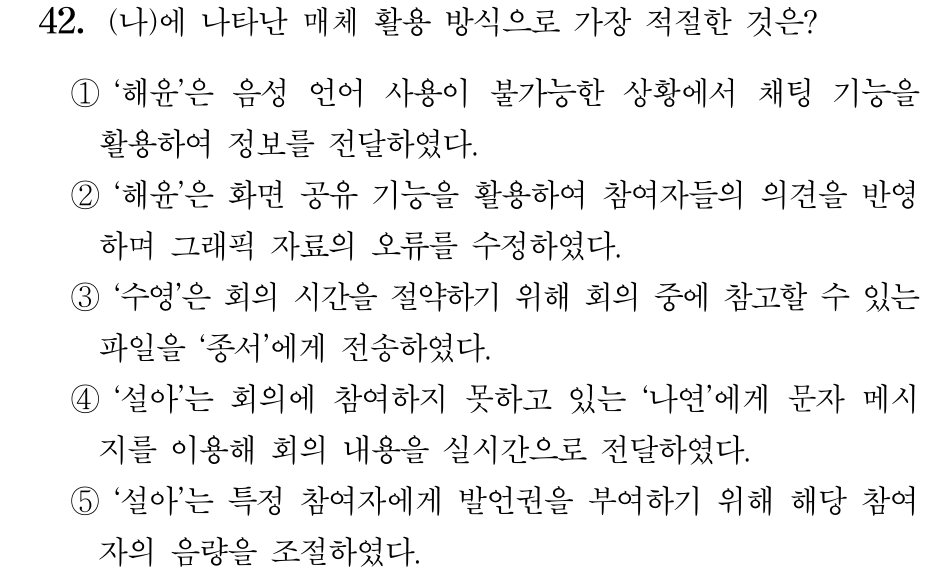 42. (나)에 나타난 매체 활용 방식으로 가장 적절한 것은?
① ‘해윤’은 음성 언어 사용이 불가능한 상황에서 채팅 기능을
활용하여 정보를 전달하였다.
② ‘해윤’은 화면 공유 기능을 활용하여 참여자들의 의견을 반영
하며 그래픽 자료의 오류를 수정하였다.
③ ‘수영’은 회의 시간을 절약하기 위해 회의 중에 참고할 수 있는
파일을 ‘종서’에게 전송하였다.
④ ‘설아’는 회의에 참여하지 못하고 있는 ‘나연’에게 문자 메시
지를 이용해 회의 내용을 실시간으로 전달하였다.
⑤ ‘설아’는 특정 참여자에게 발언권을 부여하기 위해 해당 참여
자의 음량을 조절하였다.